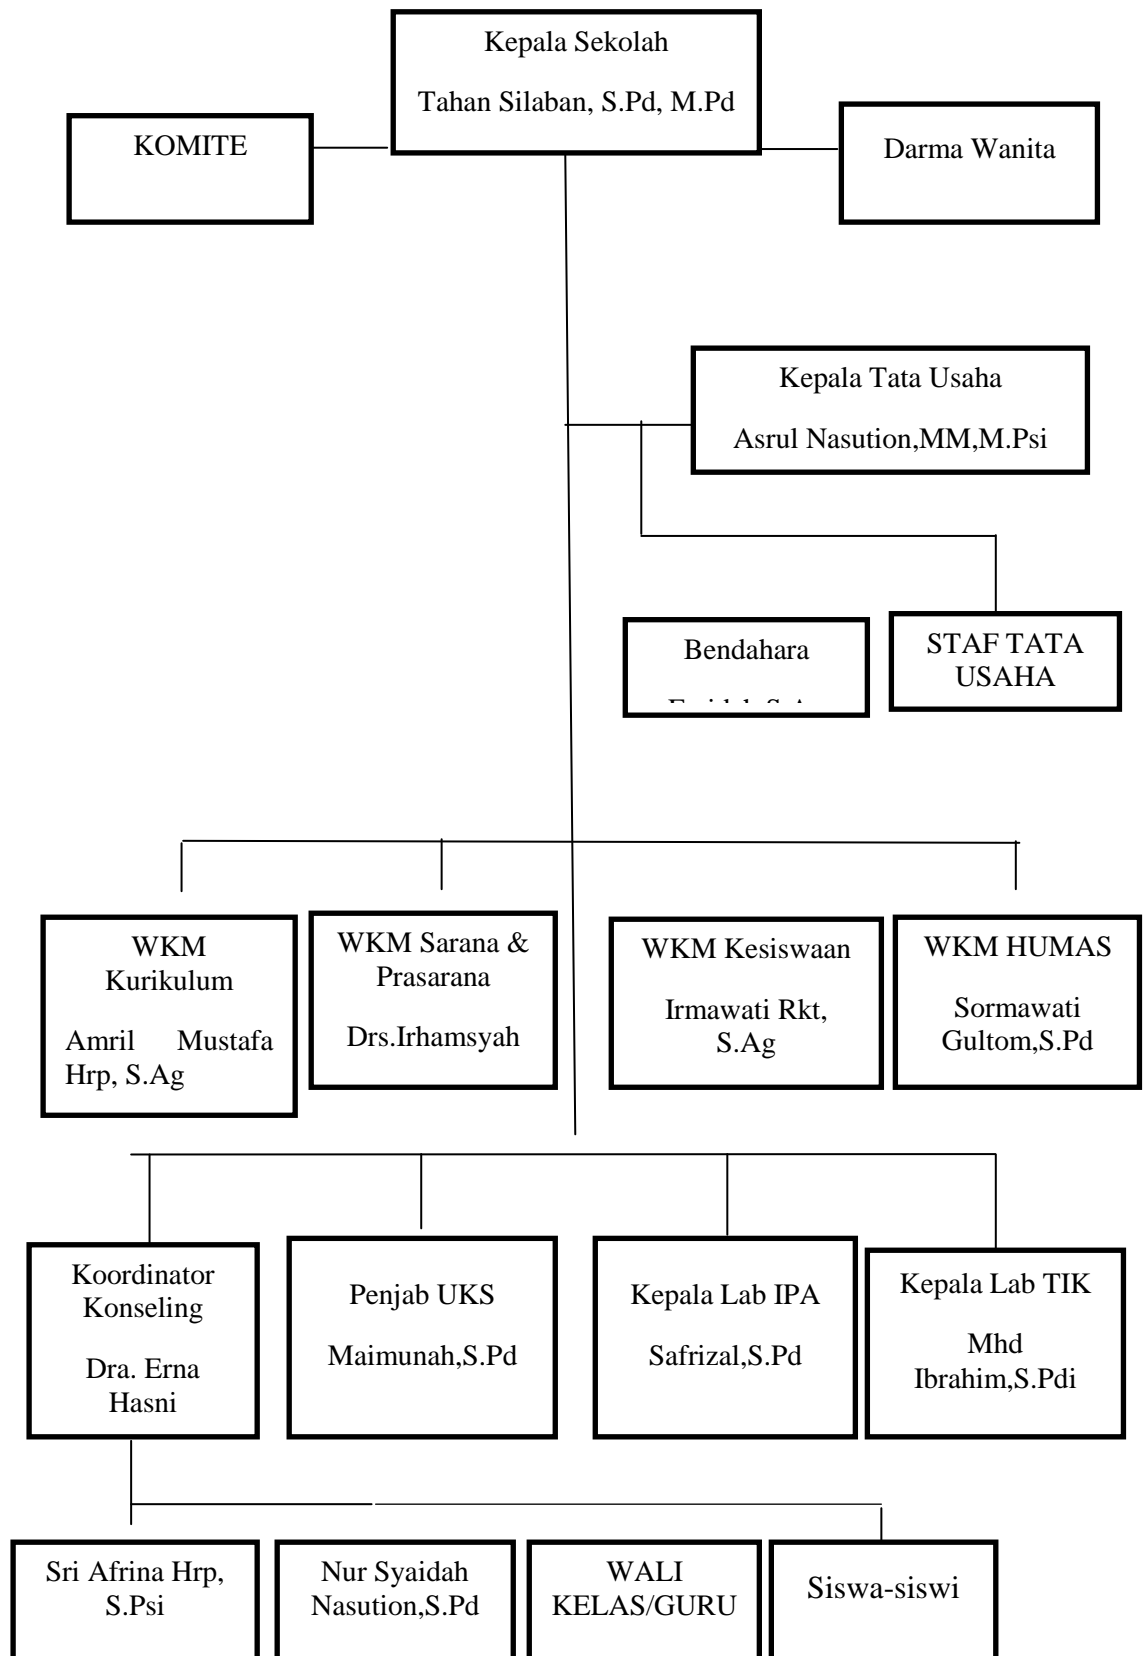 Kepala Sekolah
Tahan Silaban, S.Pd, M.Pd
KOMITE
Darma Wanita
Kepala Tata Usaha
Asrul Nasution,MM,M.Psi
Bendahara
STAF TATA
USAHA
WKM
Kurikulum
Amril Mustafa
Hrp, S.Ag
WKM Sarana &
Prasarana
Drs.Irhamsyah
WKM Kesiswaan
Irmawati Rkt,
S.Ag
WKM HUMAS
Sormawati
Gultom,S.Pd
Koordinator
Konseling
Dra. Erna
Hasni
Penjab UKS
Maimunah,S.Pd
Kepala Lab IPA
Safrizal,S.Pd
Kepala Lab TIK
Mhd
Ibrahim,S.Pdi
Sri Afrina Hrp,
S.Psi
Nur Syaidah
Nasution,S.Pd
WALI
KELAS/GURU
Siswa-siswi